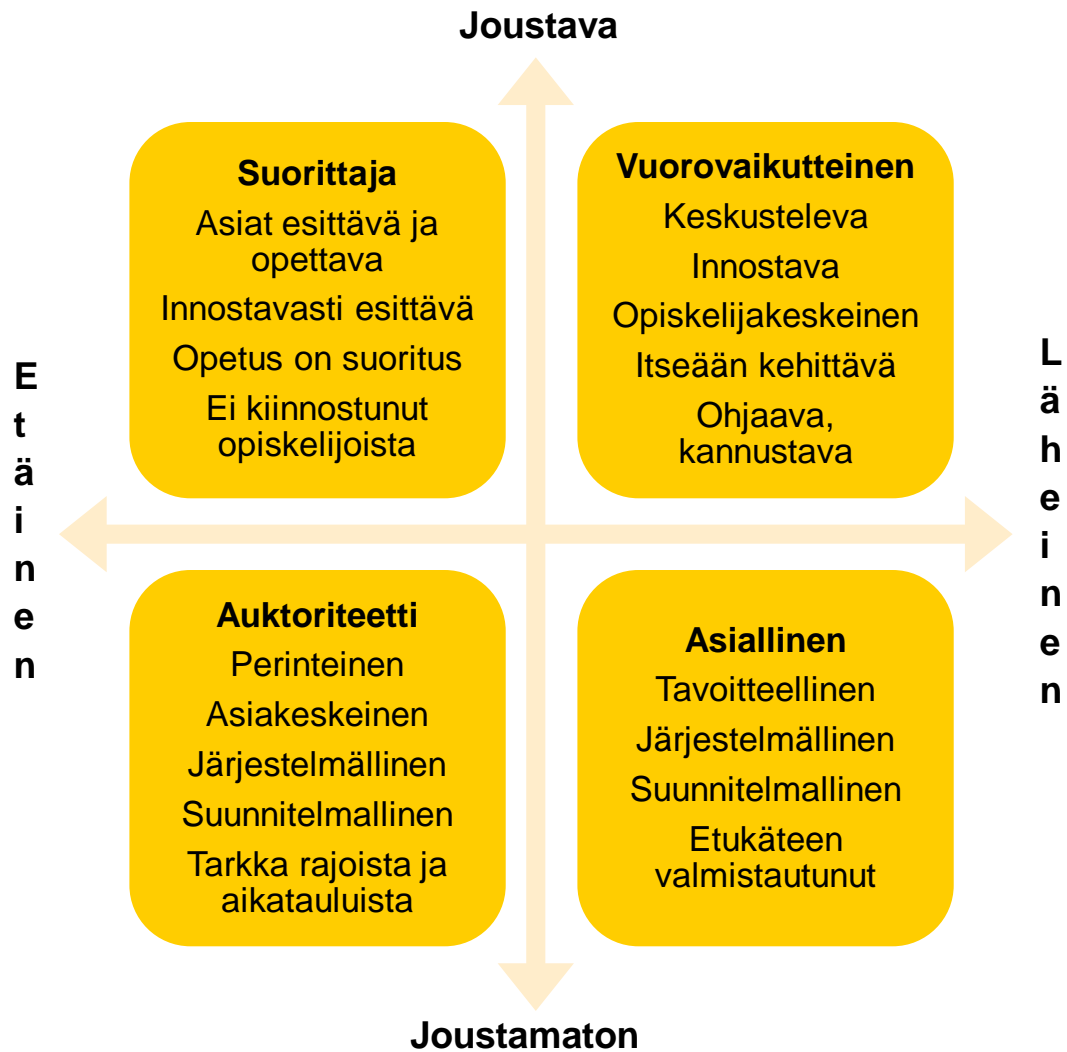 Joustava
Suorittaja
Asiat esittävä ja
opettava
Innostavasti esittävä
Opetus on suoritus
Ei kiinnostunut
opiskelijoista
Vuorovaikutteinen
Keskusteleva
Innostava
Opiskelijakeskeinen
Itseään kehittävä
Ohjaava,
kannustava
Etäinen
Läheinen
Auktoriteetti
Perinteinen
Asiakeskeinen
Järjestelmällinen
Suunnitelmallinen
Tarkka rajoista ja
aikatauluista
Asiallinen
Tavoitteellinen
Järjestelmällinen
Suunnitelmallinen
Etukäteen
valmistautunut
Joustamaton